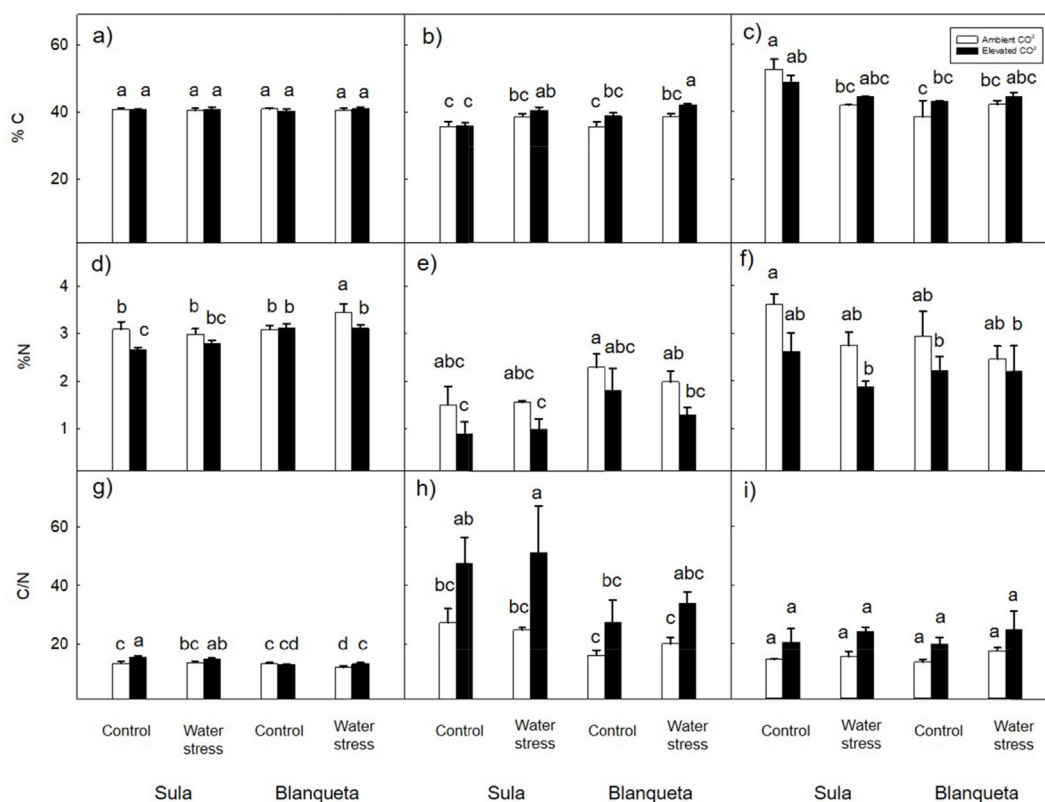 a)
b)
c)
Ambient CO²
Elevated CO²
60
40
20
% C
a a a a a a a a
c c bc ab c bc bc a
a ab bc abc c bc bc abc
d)
e)
f)
4
3
2
1
%N
b c b bc b b a b
abc c abc c a abc ab bc
a ab ab b ab b ab b
g)
h)
i)
60
40
20
C/N
c a bc ab c cd d c
bc ab bc a c bc c abc
a a a a a a a a
Control Water stress Control Water stress Control Water stress Control Water stress Control Water stress Control Water stress
Sula Blanqueta Sula Blanqueta Sula Blanqueta